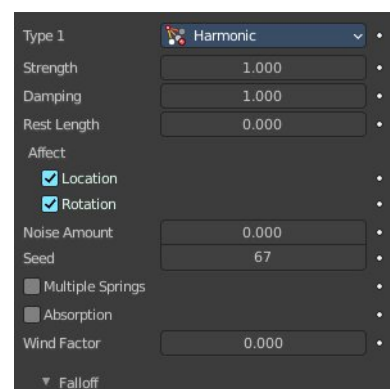 Type 1 Harmonic
Strength 1.000
Damping 1.000
Rest Length 0.000
Affect
Location
Rotation
Noise Amount 0.000
Seed 67
Multiple Springs
Absorption
Wind Factor 0.000
Falloff